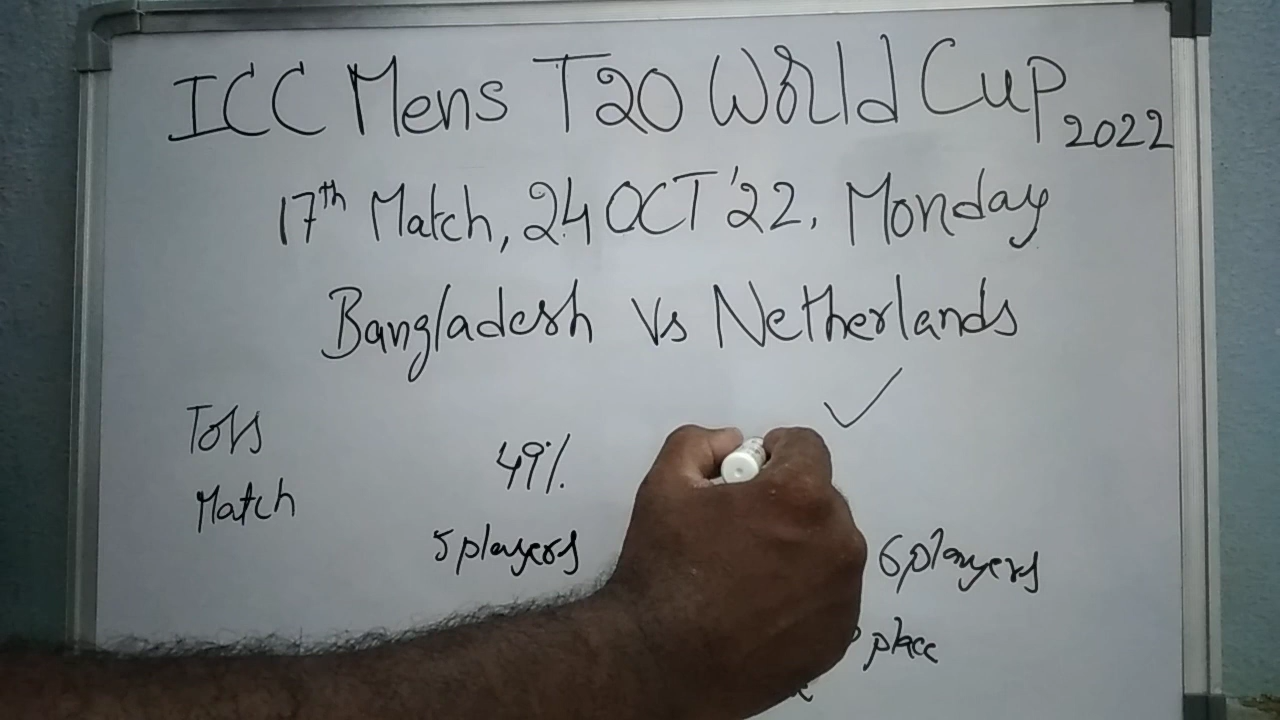 ICC Mens T20 World Cup 2022
17th Match, 24 OCT '22, Monday
Bangladesh Vs Netherlands
Toss
49%
Match
5 players 6 players
place